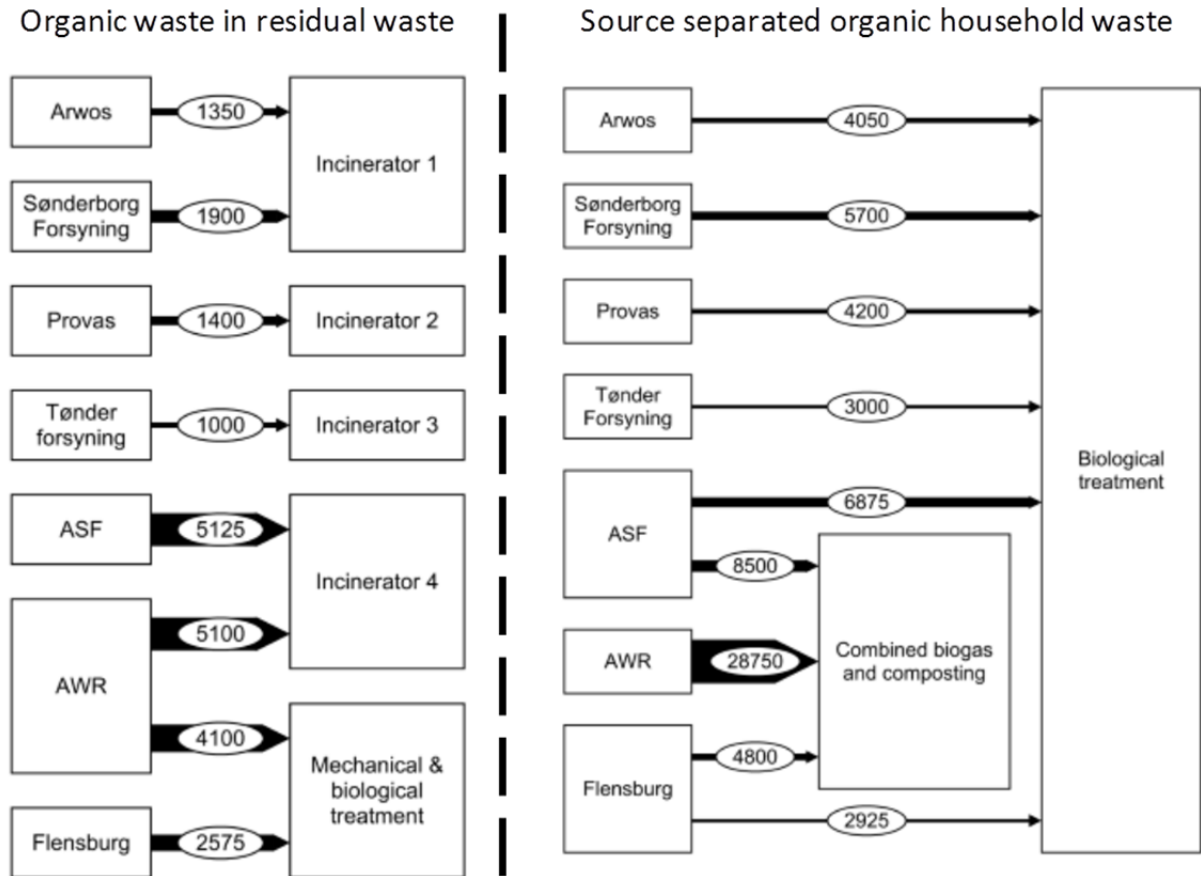 Organic waste in residual waste
Arwos
1350
Incinerator 1
Sønderborg
Forsyning
1900
Provas
1400
Incinerator 2
Tønder
forsyning
1000
Incinerator 3
ASF
5125
Incinerator 4
5100
AWR
4100
Mechanical &
biological
treatment
Flensburg
2575
Source separated organic household waste
Arwos
4050
Sønderborg
Forsyning
5700
Provas
4200
Tønder
Forsyning
3000
Biological
treatment
ASF
6875
8500
AWR
28750
Combined biogas
and composting
Flensburg
4800
2925